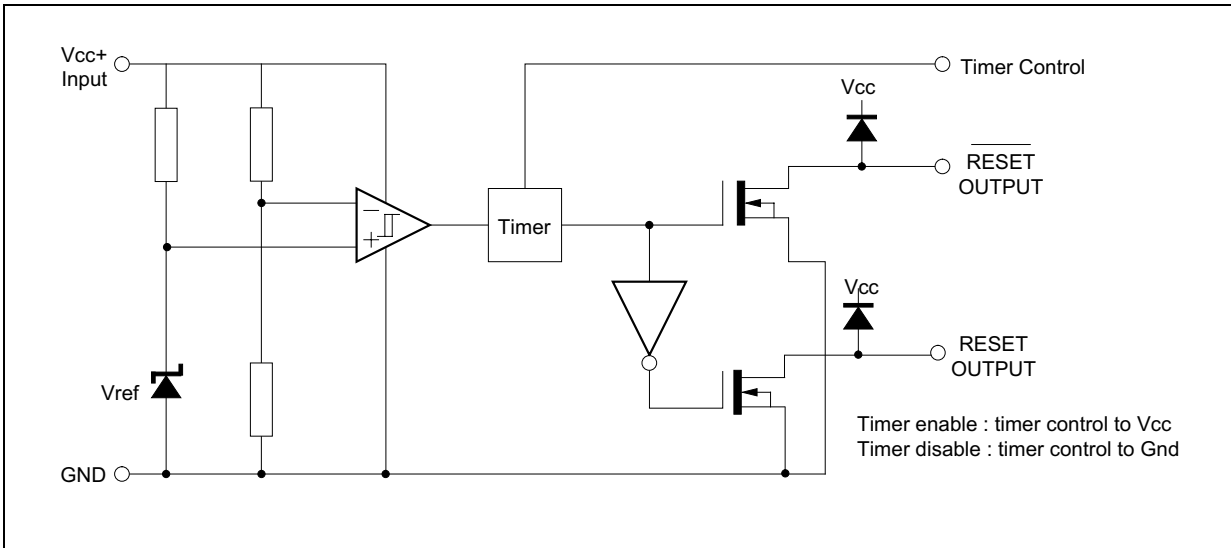 Vcc+
Input
Timer Control
Vcc
RESET
OUTPUT
−
+
Timer
Vcc
RESET
OUTPUT
Vref
Timer enable : timer control to Vcc
Timer disable : timer control to Gnd
GND